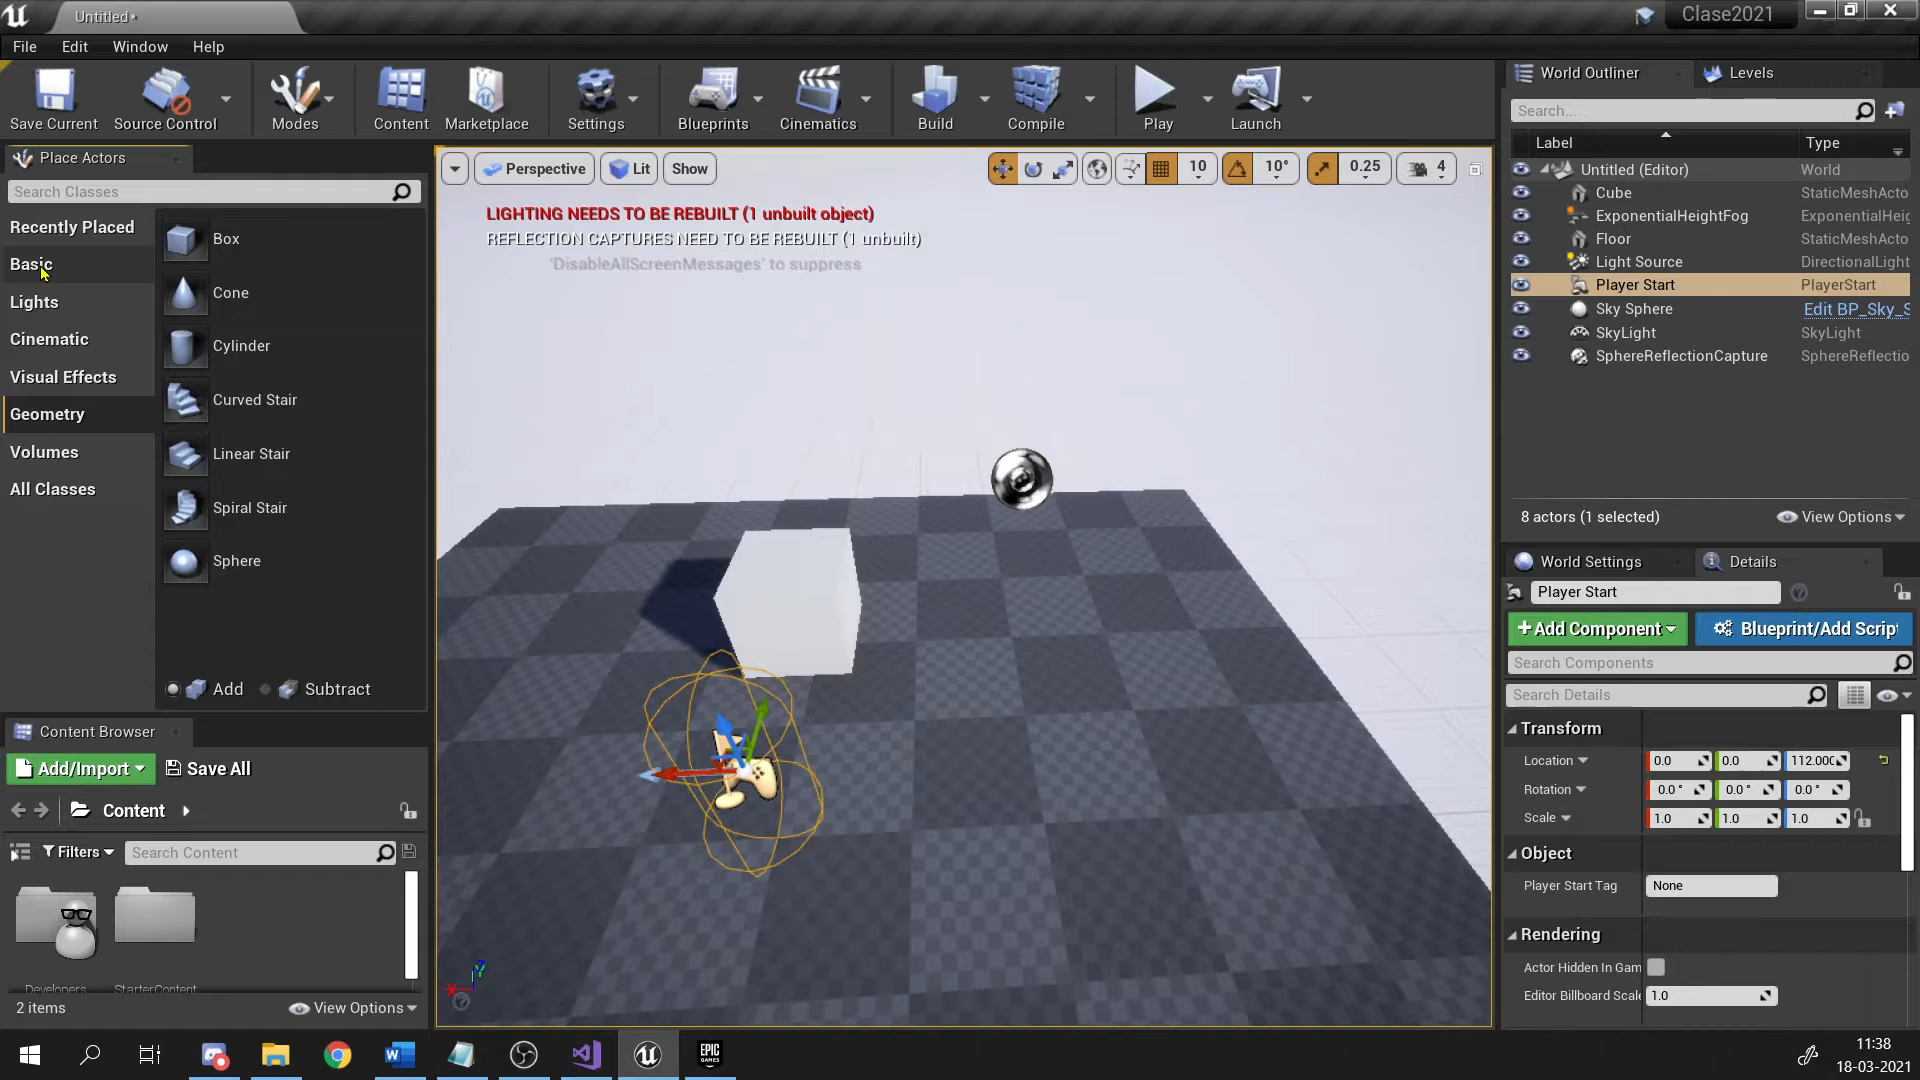 Untitled*
Clase2021
File Edit Window Help
Save Current Source Control Modes Content Marketplace Settings Blueprints Cinematics Build Compile Play Launch
Place Actors
Search Classes
Recently Placed
Basic
Lights
Cinematic
Visual Effects
Geometry
Volumes
All Classes
Box
Cone
Cylinder
Curved Stair
Linear Stair
Spiral Stair
Sphere
Add Subtract
Content Browser
Add/Import Save All
Content
Filters Search Content
Developers StarterContent
2 items View Options
Perspective Lit Show 10 10° 0.25 4
LIGHTING NEEDS TO BE REBUILT (1 unbuilt object)
REFLECTION CAPTURES NEED TO BE REBUILT (1 unbuilt)
'DisableAllScreenMessages' to suppress
World Outliner Levels
Search...
Label Type
Untitled (Editor) World
Cube StaticMeshActo
ExponentialHeightFog ExponentialHeig
Floor StaticMeshActo
Light Source DirectionalLight
Player Start PlayerStart
Sky Sphere Edit BP_Sky_S
SkyLight SkyLight
SphereReflectionCapture SphereReflectio
8 actors (1 selected) View Options
World Settings Details
Player Start
+Add Component Blueprint/Add Script
Search Components
Search Details
Transform
Location 0.0 0.0 112.000
Rotation 0.0° 0.0° 0.0°
Scale 1.0 1.0 1.0
Object
Player Start Tag None
Rendering
Actor Hidden In Gam
Editor Billboard Scale 1.0
EPIC
GAMES
11:38
18-03-2021